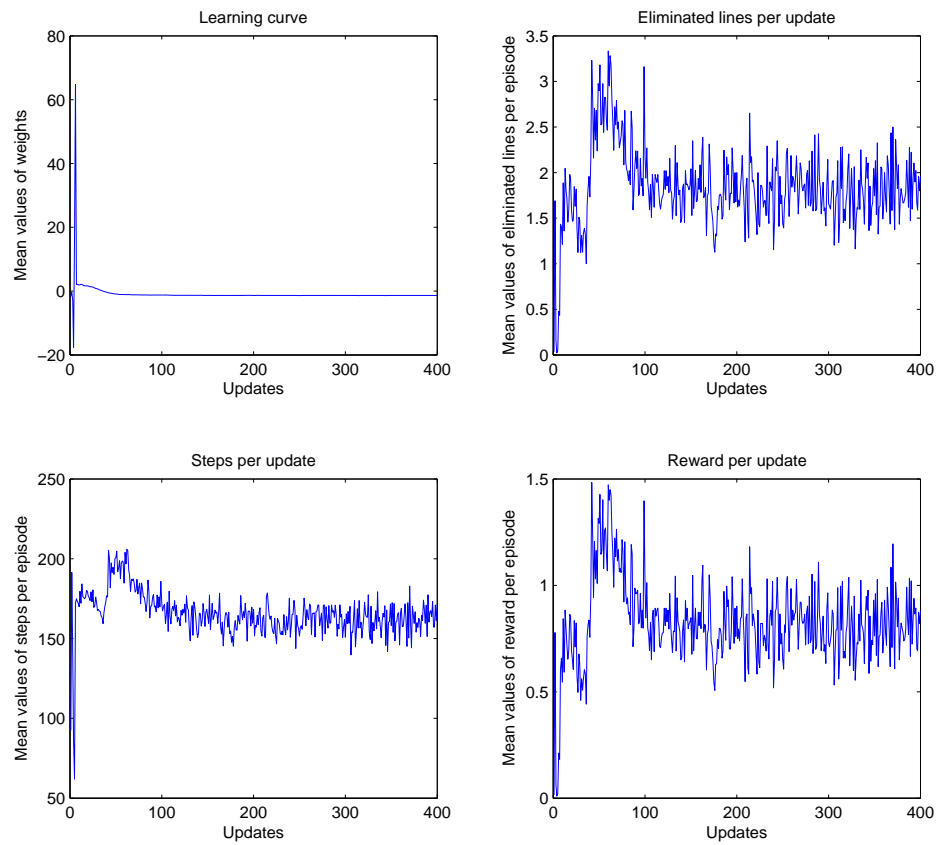 Learning curve
Mean values of weights
80
60
40
20
0
−20
0 100 200 300 400
Updates
Eliminated lines per update
Mean values of eliminated lines per episode
3.5
3
2.5
2
1.5
1
0.5
0
0 100 200 300 400
Updates
Steps per update
Mean values of steps per episode
250
200
150
100
50
0 100 200 300 400
Updates
Reward per update
Mean values of reward per episode
1.5
1
0.5
0
0 100 200 300 400
Updates